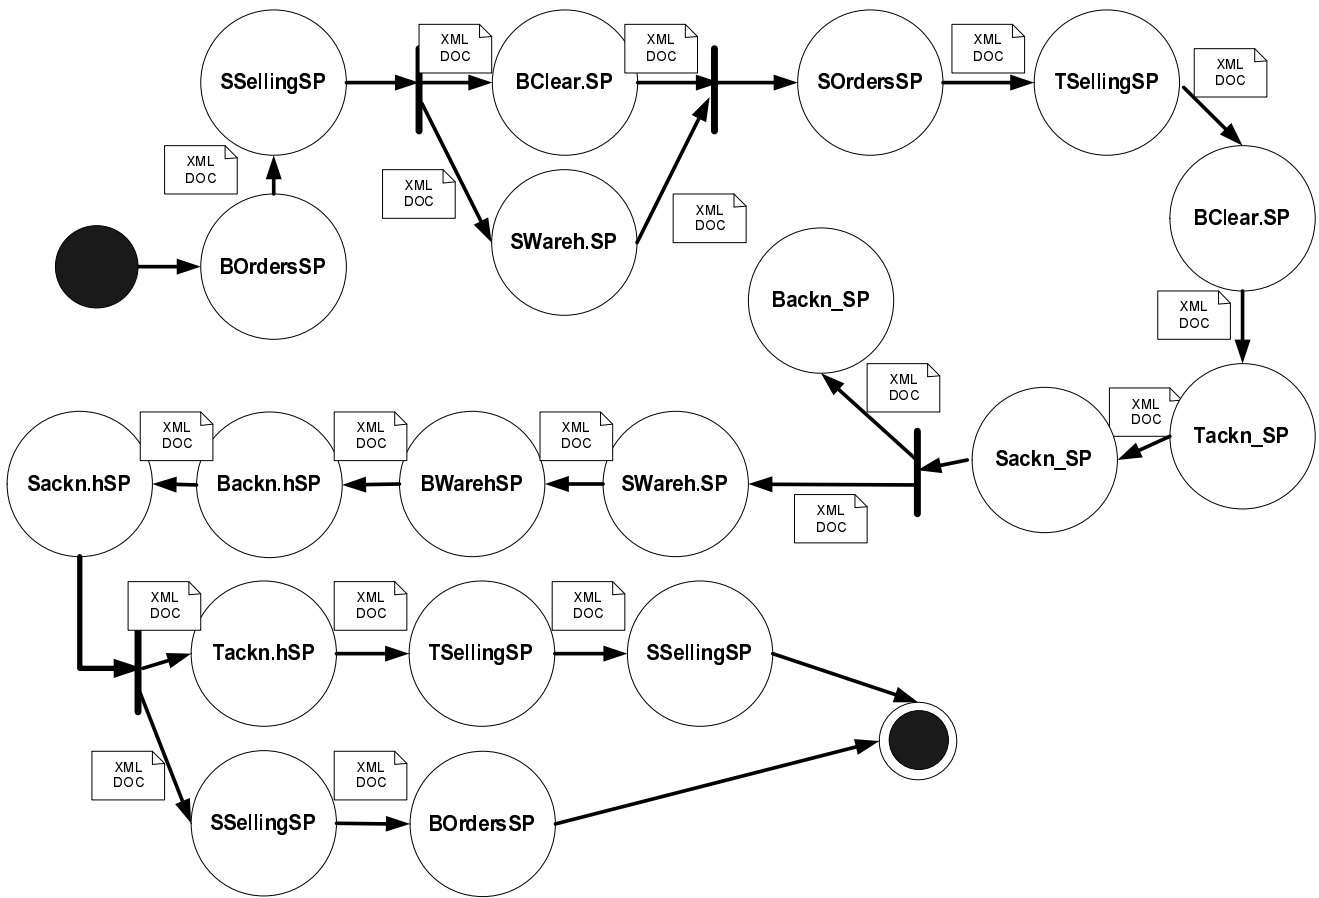 XML
DOC
XML
DOC
XML
DOC
XML
DOC
SSellingSP
BClear.SP
SOrdersSP
TSellingSP
XML
DOC
XML
DOC
XML
DOC
BClear.SP
SWareh.SP
BOrdersSP
Backn_SP
XML
DOC
XML
DOC
XML
DOC
Tackn_SP
Sackn_SP
XML
DOC
XML
DOC
XML
DOC
Sackn.hSP
Backn.hSP
BWarehSP
SWareh.SP
XML
DOC
XML
DOC
XML
DOC
XML
DOC
Tackn.hSP
TSellingSP
SSellingSP
XML
DOC
XML
DOC
SSellingSP
BOrdersSP